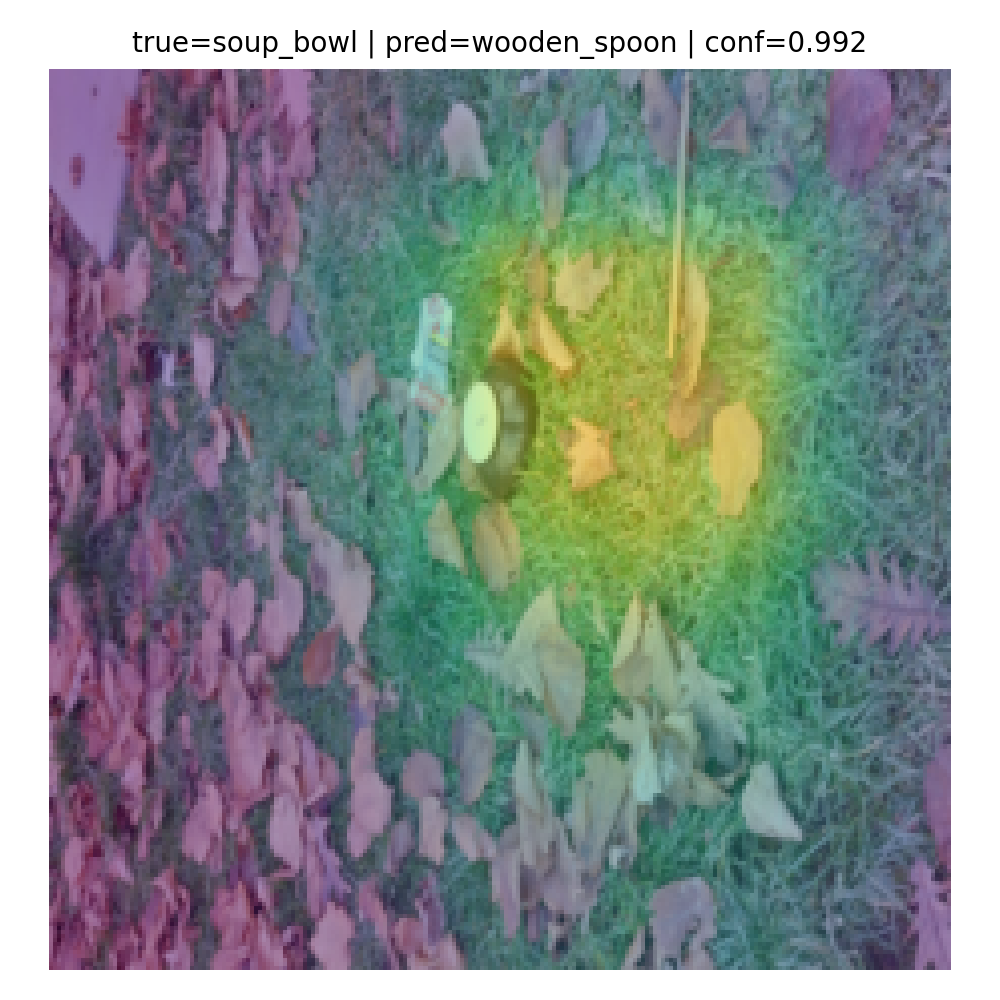 true=soup_bowl | pred=wooden_spoon | conf=0.992